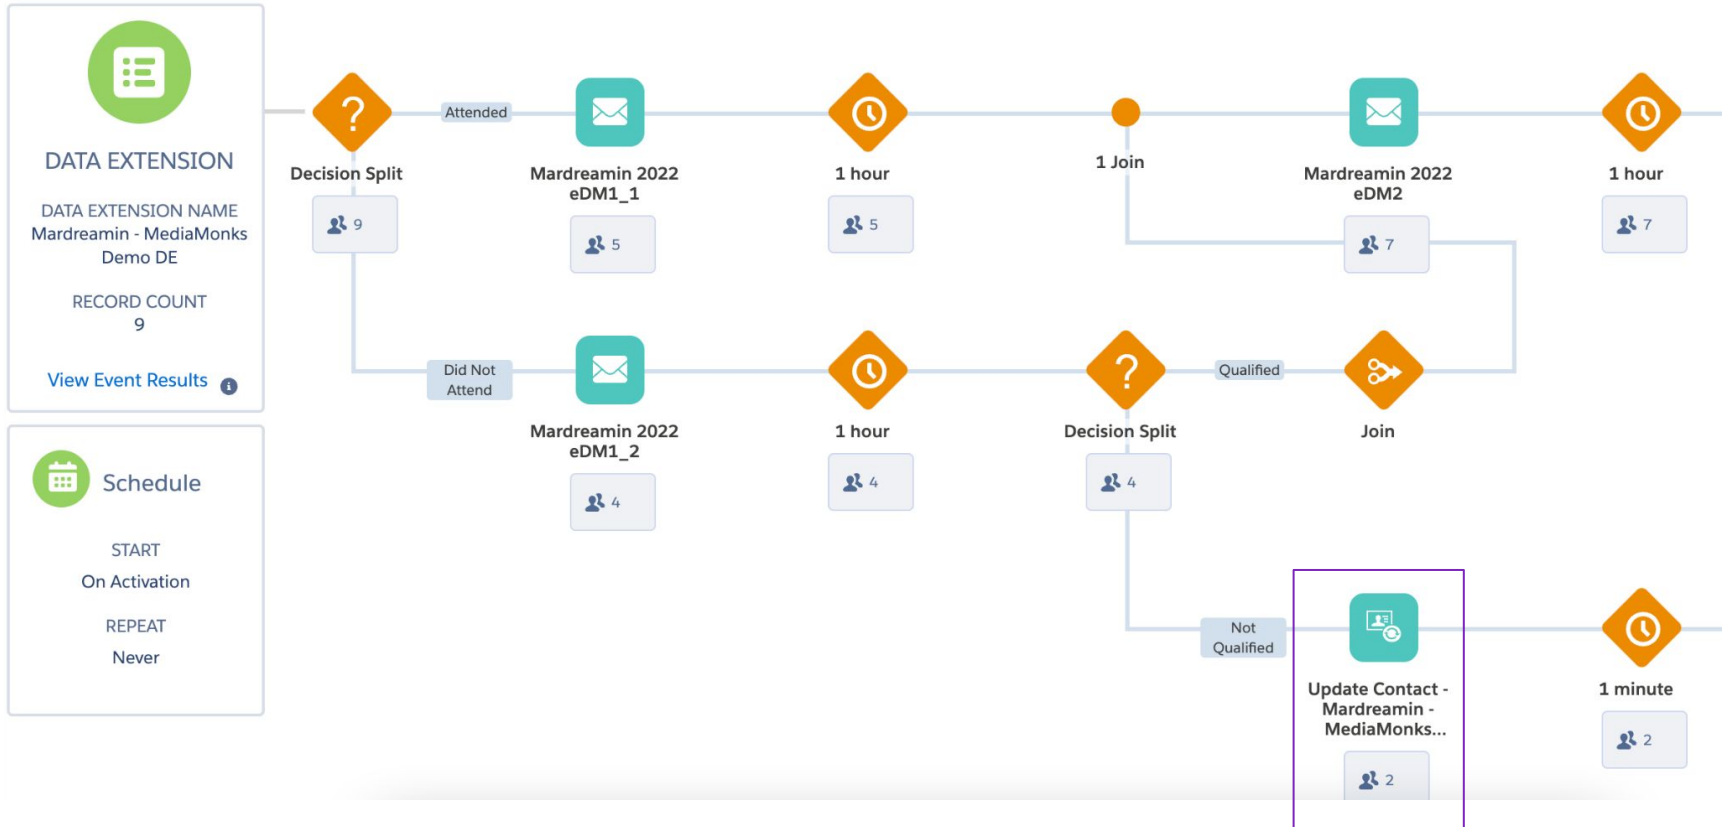 DATA EXTENSION
DATA EXTENSION NAME
Mardreamin - MediaMonks
Demo DE
RECORD COUNT
9
View Event Results
Schedule
START
On Activation
REPEAT
Never
Decision Split
9
Attended
Mardreamin 2022
eDM1_1
5
1 hour
5
1 Join
Mardreamin 2022
eDM2
7
1 hour
7
Did Not
Attend
Mardreamin 2022
eDM1_2
4
1 hour
4
Decision Split
4
Qualified
Join
Not
Qualified
Update Contact -
Mardreamin -
MediaMonks...
2
1 minute
2